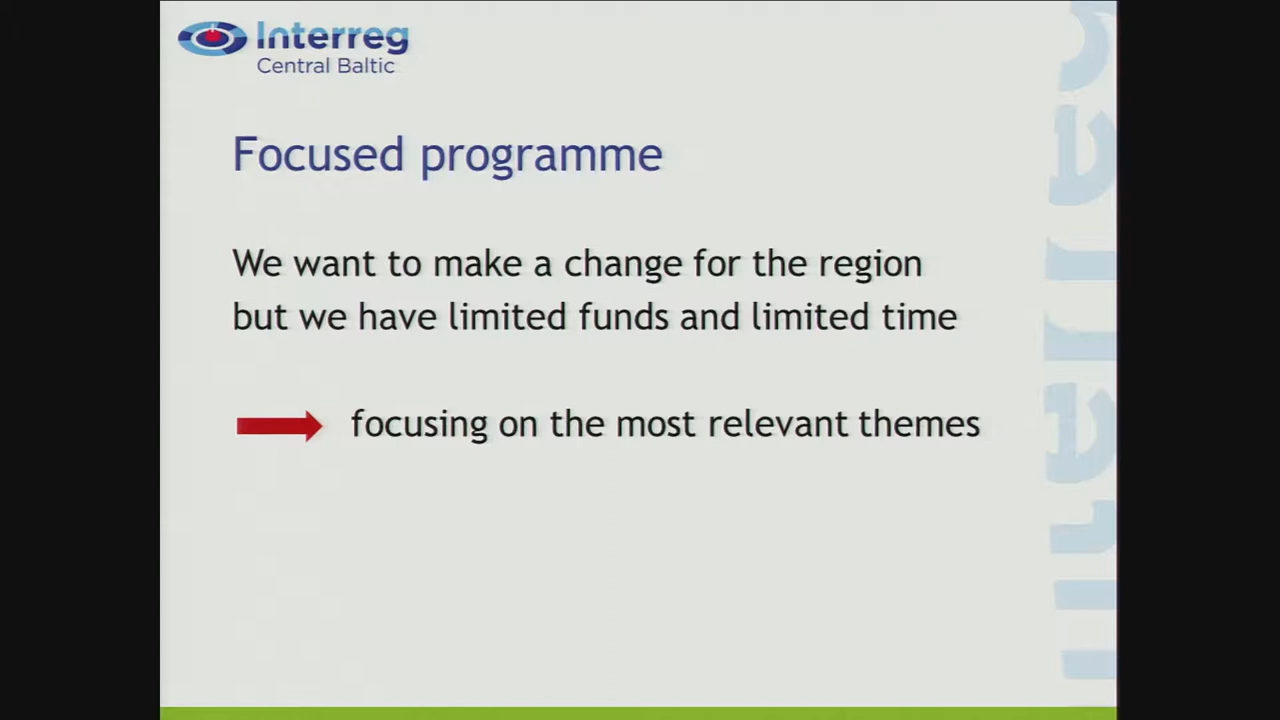 Interreg
Central Baltic
Focused programme
We want to make a change for the region
but we have limited funds and limited time
focusing on the most relevant themes